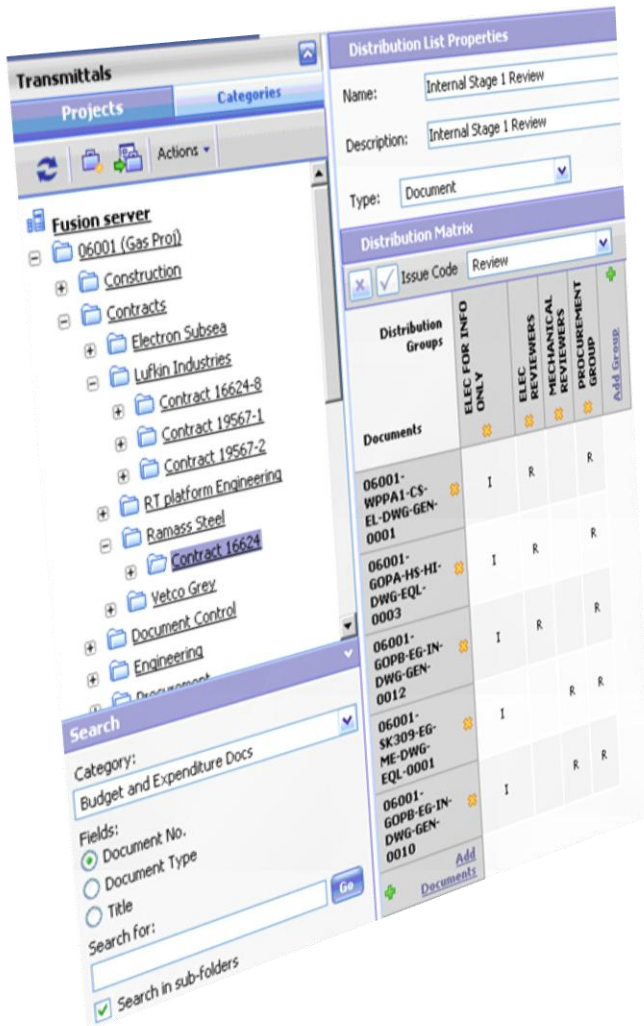 Transmittals
Projects
Categories
Actions
Fusion server
06001 (Gas Proj)
Construction
Contracts
Electron Subsea
Lufkin Industries
Contract 16624-8
Contract 19567-1
Contract 19567-2
RT platform Engineering
Ramass Steel
Contract 16624
Vetco Grey
Document Control
Engineering
Procurement
Search
Category:
Budget and Expenditure Docs
Fields:
Document No.
Document Type
Title
Search for:
Go
Search in sub-folders
Distribution List Properties
Name: Internal Stage 1 Review
Description: Internal Stage 1 Review
Type: Document
Distribution Matrix
Issue Code Review
Distribution
Groups
Documents
ELEC FOR INFO
ONLY
ELEC
REVIEWERS
MECHANICAL
REVIEWERS
PROCUREMENT
GROUP
Add Group
06001-
WPPA1-CS-
EL-DWG-GEN-
0001
I R R
06001-
GOPA-HS-HI-
DWG-EQL-
0003
I R R
06001-
GOPB-EG-IN-
DWG-GEN-
0012
I R R
06001-
SK309-EG-
ME-DWG-
EQL-0001
I R R
06001-
GOPB-EG-IN-
DWG-GEN-
0010
I R R
Add
Documents